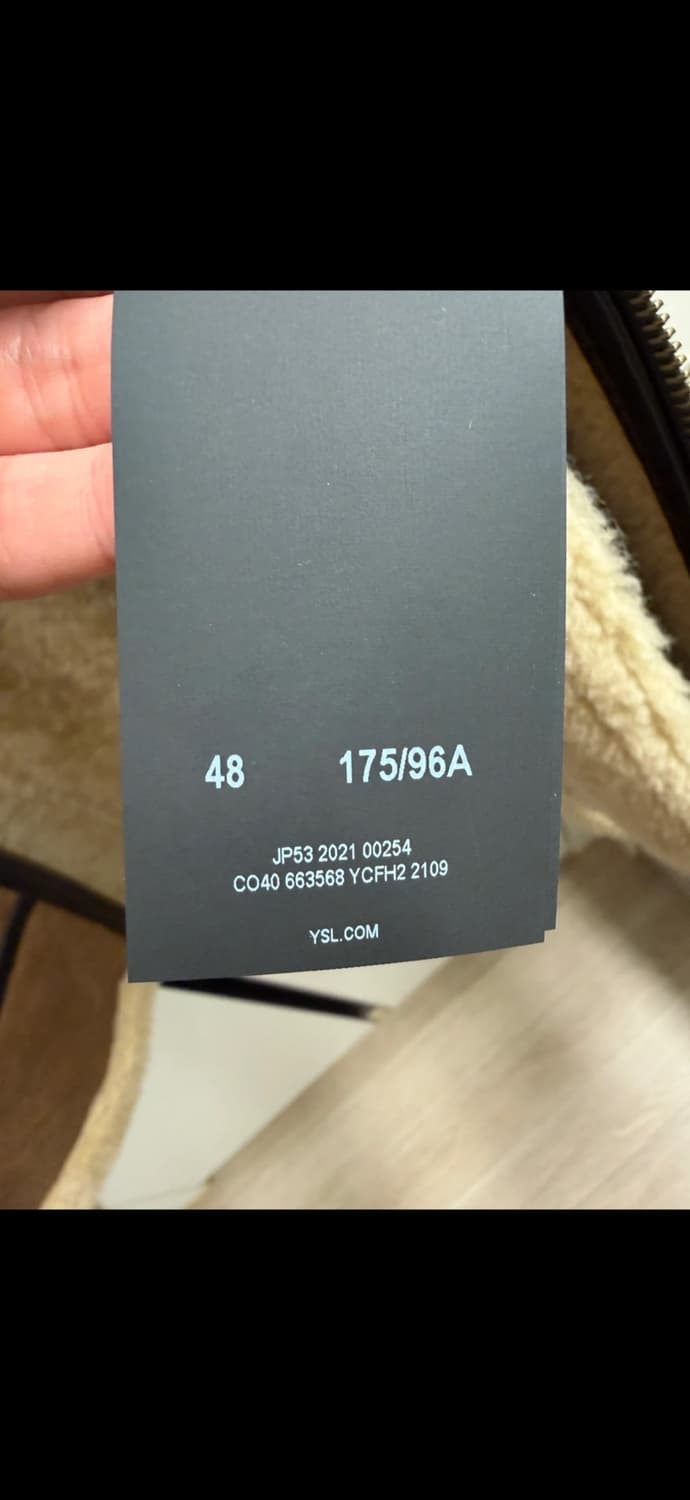 48 175/96A
JP53 2021 00254
CO40 663568 YCFH2 2109
YSL.COM